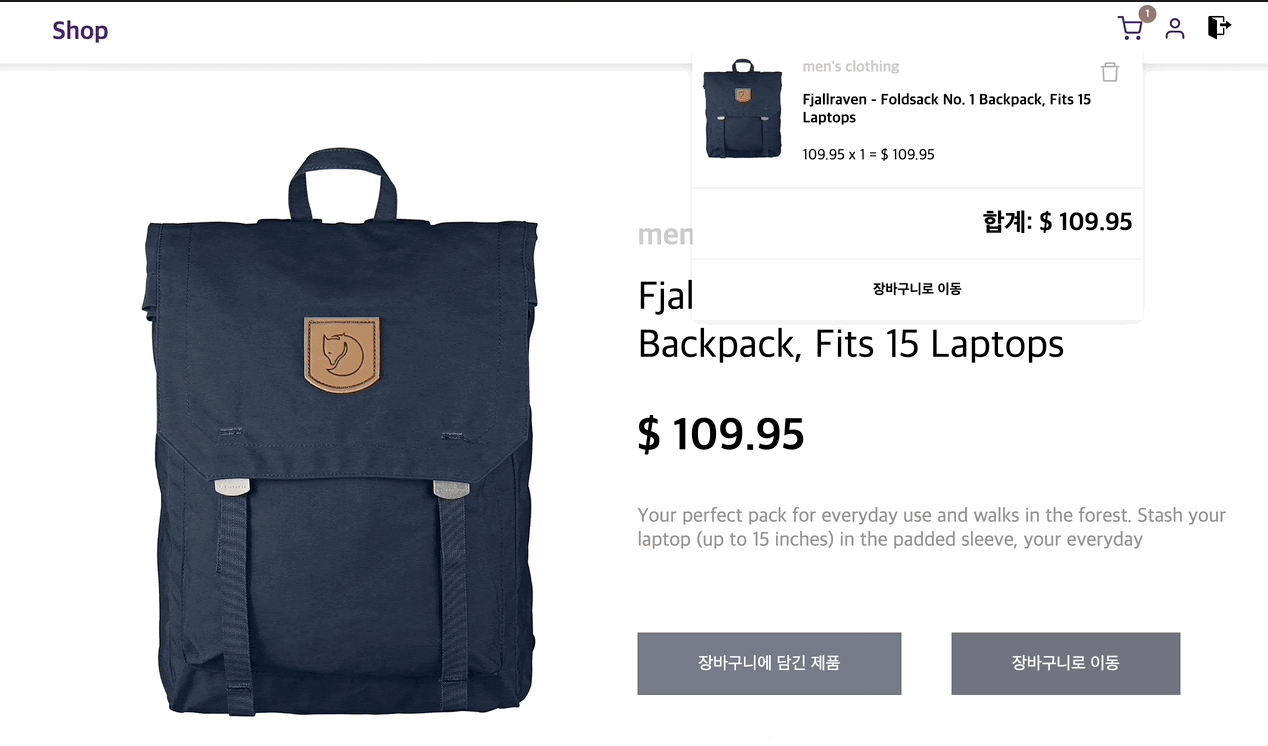 Shop
1
men's clothing
Fjallraven - Foldsack No. 1 Backpack, Fits 15
Laptops
109.95 x 1 = $ 109.95
합계: $ 109.95
장바구니로 이동
men
Fjal
Backpack, Fits 15 Laptops
$ 109.95
Your perfect pack for everyday use and walks in the forest. Stash your
laptop (up to 15 inches) in the padded sleeve, your everyday
장바구니에 담긴 제품
장바구니로 이동